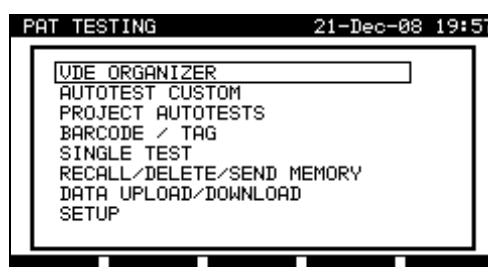 PAT TESTING 21-Dec-08 19:57
VDE ORGANIZER
AUTOTEST CUSTOM
PROJECT AUTOTESTS
BARCODE / TAG
SINGLE TEST
RECALL/DELETE/SEND MEMORY
DATA UPLOAD/DOWNLOAD
SETUP